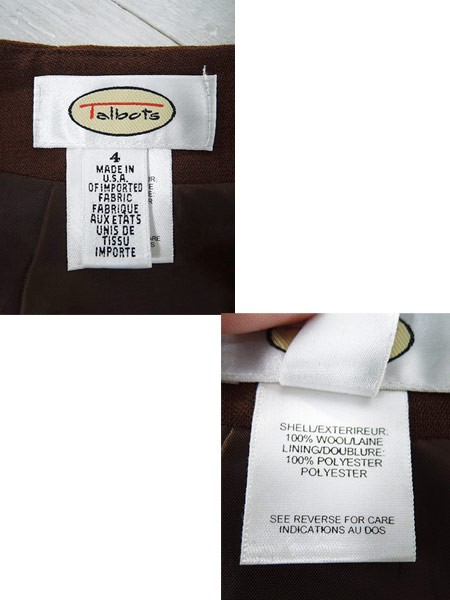 Talbots
4
MADE IN
U.S.A.
OF IMPORTED
FABRIC
FABRIQUE
AUX ETATS
UNIS DE
TISSU
IMPORTE
SHELL/EXTERIREUR:
100% WOOL/LAINE
LINING/DOUBLURE:
100% POLYESTER
POLYESTER
SEE REVERSE FOR CARE
INDICATIONS AU DOS